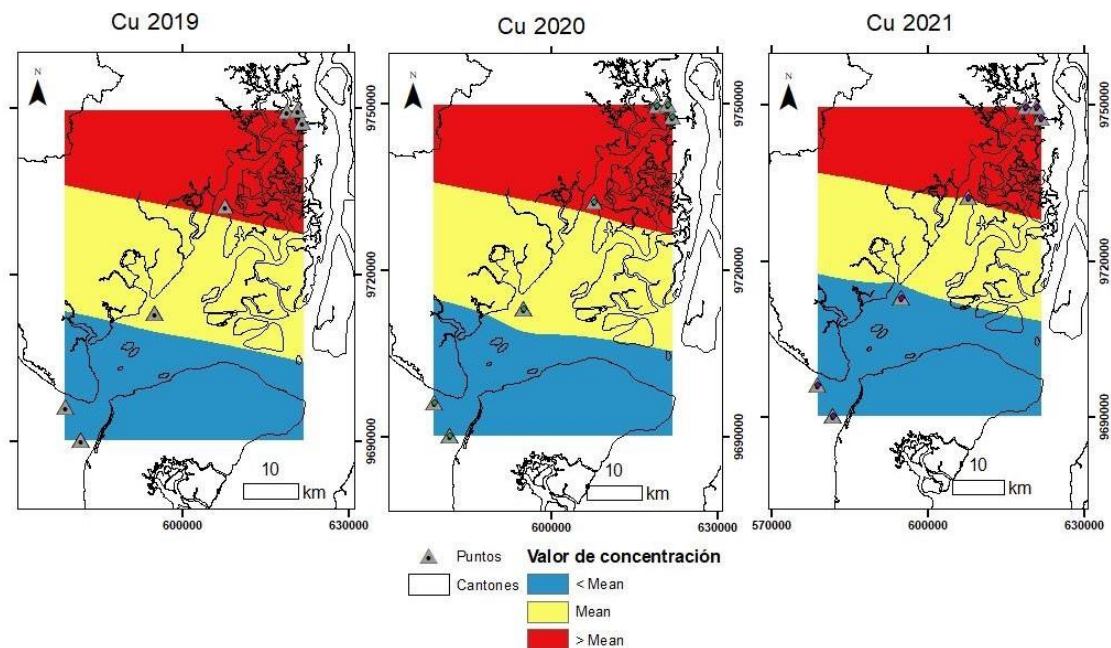 Cu 2019
Cu 2020
Cu 2021
N
N
N
9750000
9720000
9690000
9750000
9720000
9690000
9750000
9720000
9690000
10
km
10
km
10
km
600000
630000
600000
630000
570000
600000
630000
Puntos
Cantones
Valor de concentración
< Mean
Mean
> Mean